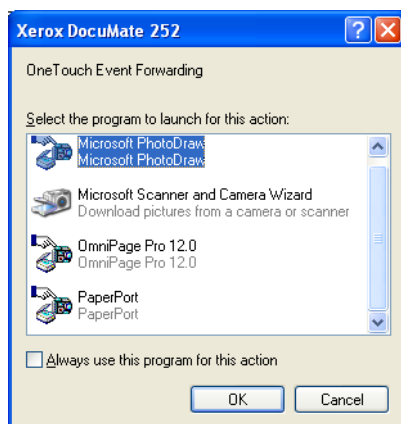 Xerox DocuMate 252
OneTouch Event Forwarding
Select the program to launch for this action:
Microsoft PhotoDraw
Microsoft PhotoDraw
Microsoft Scanner and Camera Wizard
Download pictures from a camera or scanner
OmniPage Pro 12.0
OmniPage Pro 12.0
PaperPort
PaperPort
Always use this program for this action
OK Cancel